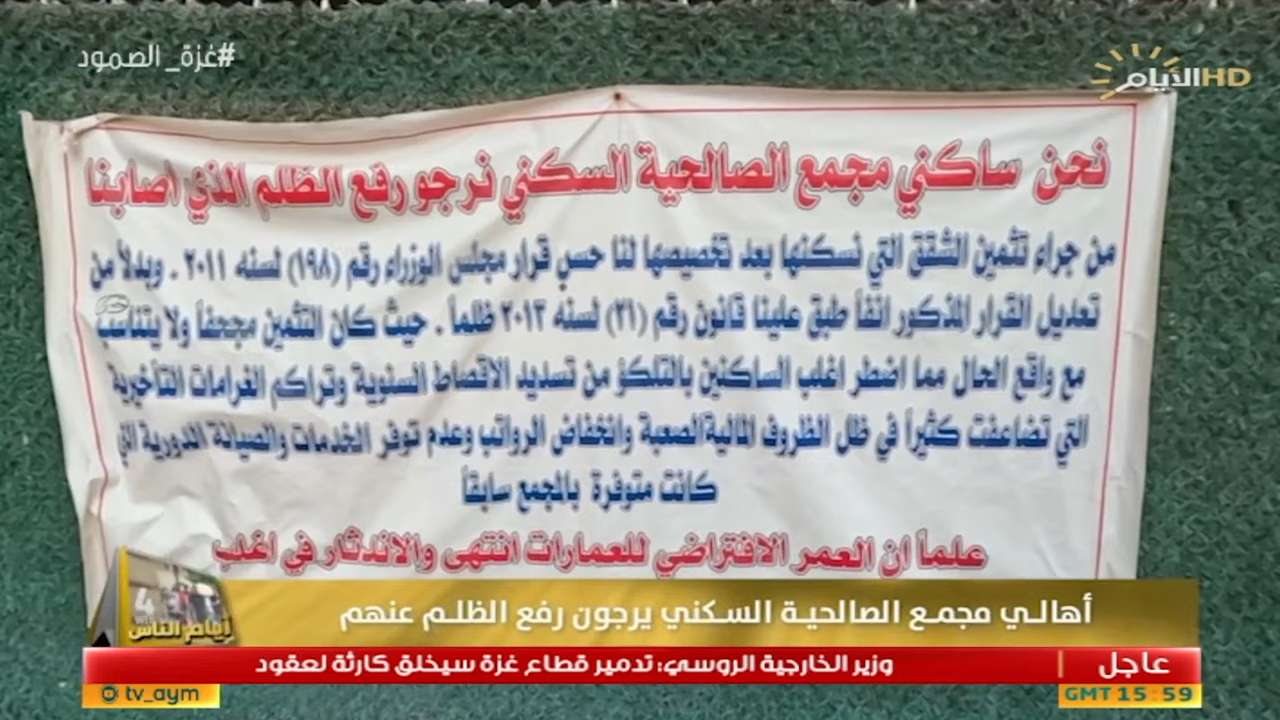 #غزة_الصمود
الأيام HD
نحن ساكني مجمع الصالحية السكني نرجو رفع الظلم الذي اصابنا
من جراء تثمين الشقق التي نسكنها بعد تخصيصها لنا حسب قرار مجلس الوزراء رقم (١٩٨) لسنه ٢٠١١ . وبدلاً من
تعديل القرار المذكور انفاً طبق علينا قانون رقم (٢١) لسنه ٢٠١٣ ظلماً . حيث كان التثمين مجحفاً ولا يتناسب
مع واقع الحال مما اضطر اغلب الساكنين بالتلكؤ من تسديد الاقساط السنوية وتراكم الغرامات التأخيرية
التي تضاعفت كثيراً في ظل الظروف المالية الصعبة وانخفاض الرواتب وعدم توفر الخدمات والصيانة الدورية التي
كانت متوفرة بالمجمع سابقاً
علماً ان العمر الافتراضي للعمارات انتهى والاندثار في اغلب
أهالي مجمع الصالحية السكني يرجون رفع الظلم عنهم
عاجل
وزير الخارجية الروسي: تدمير قطاع غزة سيخلق كارثة لعقود
tv_aym
GMT 15:59